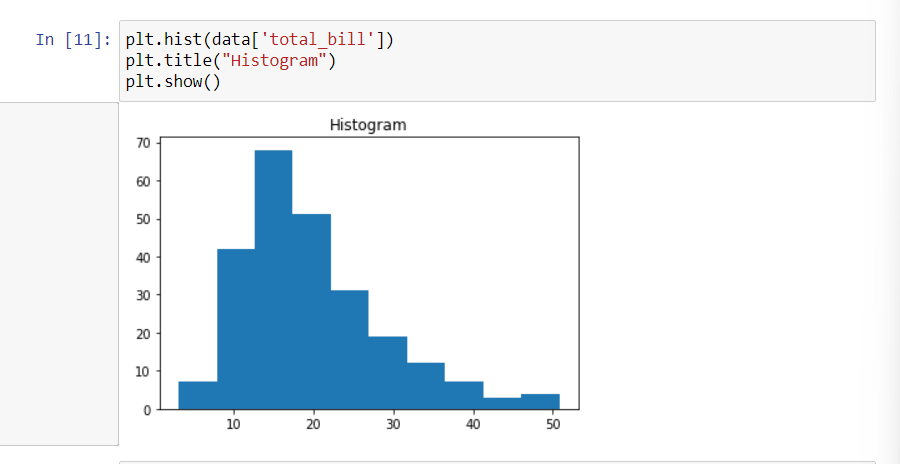 In [11]: plt.hist(data['total_bill'])
plt.title("Histogram")
plt.show()
Histogram
70
60
50
40
30
20
10
0
10 20 30 40 50